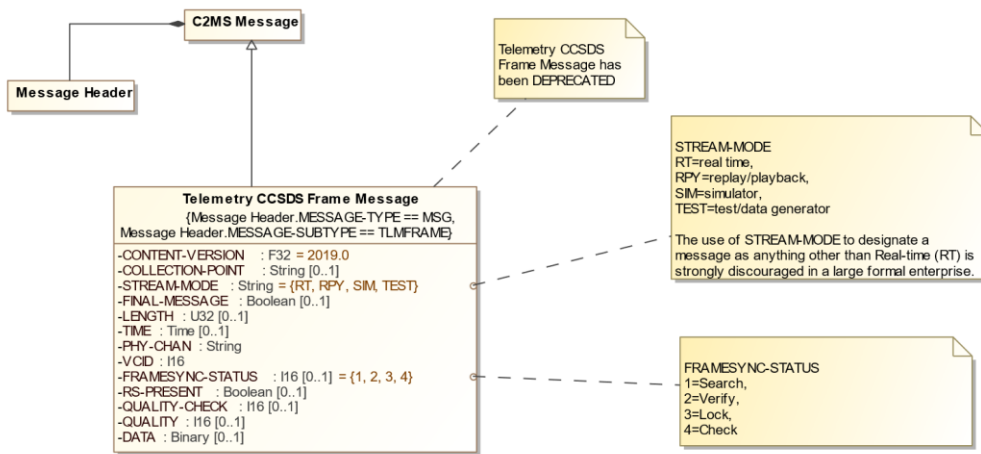 C2MS Message
Message Header
Telemetry CCSDS
Frame Message has
been DEPRECATED
STREAM-MODE
RT=real time,
RPY=replay/playback,
SIM=simulator,
TEST=test/data generator
The use of STREAM-MODE to designate a
message as anything other than Real-time (RT) is
strongly discouraged in a large formal enterprise.
Telemetry CCSDS Frame Message
{Message Header.MESSAGE-TYPE == MSG,
Message Header.MESSAGE-SUBTYPE == TLMFRAME}
-CONTENT-VERSION : F32 = 2019.0
-COLLECTION-POINT : String [0..1]
-STREAM-MODE : String = {RT, RPY, SIM, TEST}
-FINAL-MESSAGE : Boolean [0..1]
-LENGTH : U32 [0..1]
-TIME : Time [0..1]
-PHY-CHAN : String
-VCID : I16
-FRAMESYNC-STATUS : I16 [0..1] = {1, 2, 3, 4}
-RS-PRESENT : Boolean [0..1]
-QUALITY-CHECK : I16 [0..1]
-QUALITY : I16 [0..1]
-DATA : Binary [0..1]
FRAMESYNC-STATUS
1=Search,
2=Verify,
3=Lock,
4=Check